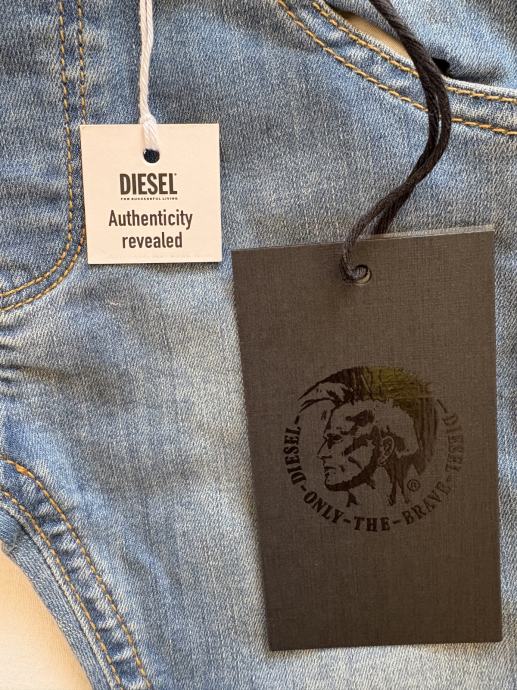 DIESEL
FOR SUCCESSFUL LIVING
Authenticity
revealed
DIESEL-ONLY-THE-BRAVE-DIESEL-
®